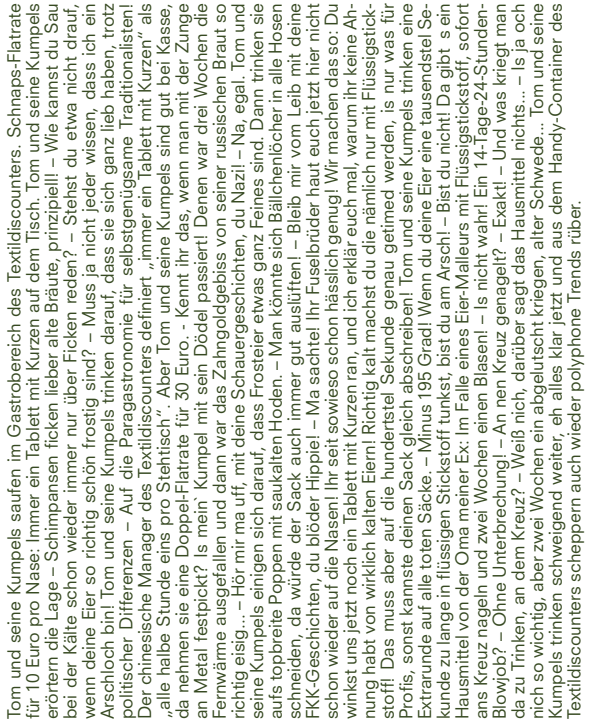 Tom und seine Kumpels saufen im Gastrobereich des Textildiscounters. Schnaps-Flatrate
für 10 Euro pro Nase: Immer ein Tablett mit Kurzen auf dem Tisch. Tom und seine Kumpels
erörtern die Lage – Schimpansen ficken lieber alte Bräute, prinzipiell! – Wie kannst du Sau
bei der Kälte schon wieder immer nur über Ficken reden? – Stehst du etwa nicht drauf,
wenn deine Eier so richtig schön frostig sind? – Muss ja nicht jeder wissen, dass ich ein
Arschloch bin! Tom und seine Kumpels trinken darauf, dass sie sich ganz lieb haben, trotz
politischer Differenzen – Auf die Paragastronomie für selbstgenügsame Traditionalisten!
Der chinesische Manager des Textildiscounters definiert „immer ein Tablett mit Kurzen“ als
„alle halbe Stunde eins pro Stehtisch“. Aber Tom und seine Kumpels sind gut bei Kasse,
da nehmen sie eine Doppel-Flatrate für 30 Euro. - Kennt ihr das, wenn man mit der Zunge
an Metal festpickt? Is mein Kumpel mit sein Dödel passiert! Denen war drei Wochen die
Fernwärme ausgefallen und dann war das Zahngoldgebiss von seiner russischen Braut so
richtig eisig... – Hör mir ma uff, mit deine Schauergeschichten, du Nazi! – Na, egal. Tom und
seine Kumpels einigen sich darauf, dass Frosteier etwas ganz Feines sind. Dann trinken sie
aufs topbreite Poppen mit saukalten Hoden. – Man könnte sich Bällchenlöcher in alle Hosen
schneiden, da würde der Sack auch immer gut auslüften! – Bleib mir vom Leib mit deine
FKK-Geschichten, du blöder Hippie! – Ma sachte! Ihr Fuselbrüder haut euch jetzt hier nicht
schon wieder auf die Nasen! Ihr seit sowieso schon hässlich genug! Wir machen das so: Du
winkst uns jetzt noch ein Tablett mit Kurzen ran, und ich erklär euch mal, warum ihr keine Ah-
nung habt von wirklich kalten Eiern! Richtig kalt machst du die nämlich nur mit Flüssigstick-
stoff! Das muss aber auf die hundertstel Sekunde genau getimed werden, is nur was für
Profis, sonst kannste deinen Sack gleich abschreiben! Tom und seine Kumpels trinken eine
Extrarunde auf alle toten Säcke. – Minus 195 Grad! Wenn du deine Eier eine tausendstel Se-
kunde zu lange in flüssigen Stickstoff tunkst, bist du am Arsch! – Bist du nicht! Da gibt s ein
Hausmittel von der Oma meiner Ex: Im Falle eines Eier-Malleurs mit Flüssigstickstoff, sofort
ans Kreuz nageln und zwei Wochen einen Blasen! – Is nicht wahr! Ein 14-Tage-24-Stunden-
Blowjob? – Ohne Unterbrechung! – An nen Kreuz genagelt? – Exakt! – Und was kriegt man
da zu Trinken, an dem Kreuz? – Weiß nich, darüber sagt das Hausmittel nichts... – Is ja och
nich so wichtig, aber zwei Wochen ein abgelutscht kriegen, alter Schwede... Tom und seine
Kumpels trinken schweigend weiter, eh alles klar jetzt und aus dem Handy-Container des
Textildiscounters scheppern auch wieder polyphone Trends rüber.